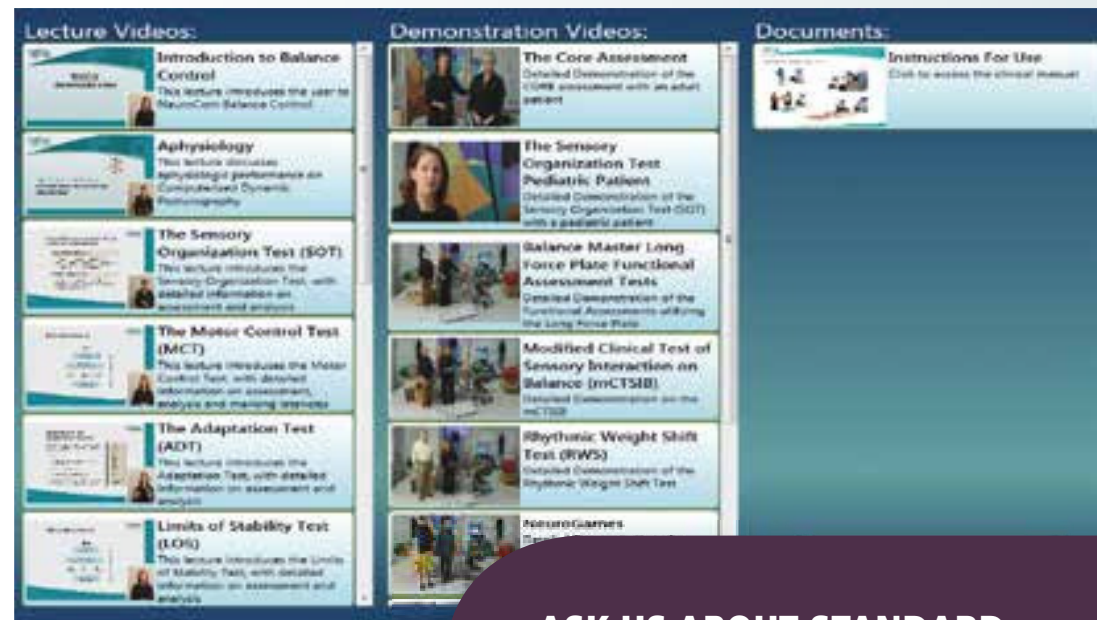 Lecture Videos:
Introduction to Balance
Control
This lecture introduces the user to
NeuroCom Balance Control
Aphysiology
This lecture discusses
aphysiologic performance on
Computerized Dynamic
Posturography
The Sensory
Organization Test (SOT)
This lecture introduces the
Sensory Organization Test, with
detailed information on
assessment and analysis
The Motor Control Test
(MCT)
This lecture introduces the Motor
Control Test, with detailed
information on assessment,
analysis and marking latencies
The Adaptation Test
(ADT)
This lecture introduces the
Adaptation Test, with detailed
information on assessment and
analysis
Limits of Stability Test
(LOS)
This lecture introduces the Limits
of Stability Test, with detailed
information on assessment and
analysis
Demonstration Videos:
The Core Assessment
Detailed Demonstration of the
CORE assessment with an adult
patient
The Sensory
Organization Test
Pediatric Patient
Detailed Demonstration of the
Sensory Organization Test (SOT)
with a pediatric patient
Balance Master Long
Force Plate Functional
Assessment Tests
Detailed Demonstration of the
Functional Assessments utilizing
the Long Force Plate
Modified Clinical Test of
Sensory Interaction on
Balance (mCTSIB)
Detailed Demonstration on the
mCTSIB
Rhythmic Weight Shift
Test (RWS)
Detailed Demonstration of the
Rhythmic Weight Shift Test
NeuroGames
Documents:
Instructions For Use
Click to access the clinical manual
ASK US ABOUT STANDARD